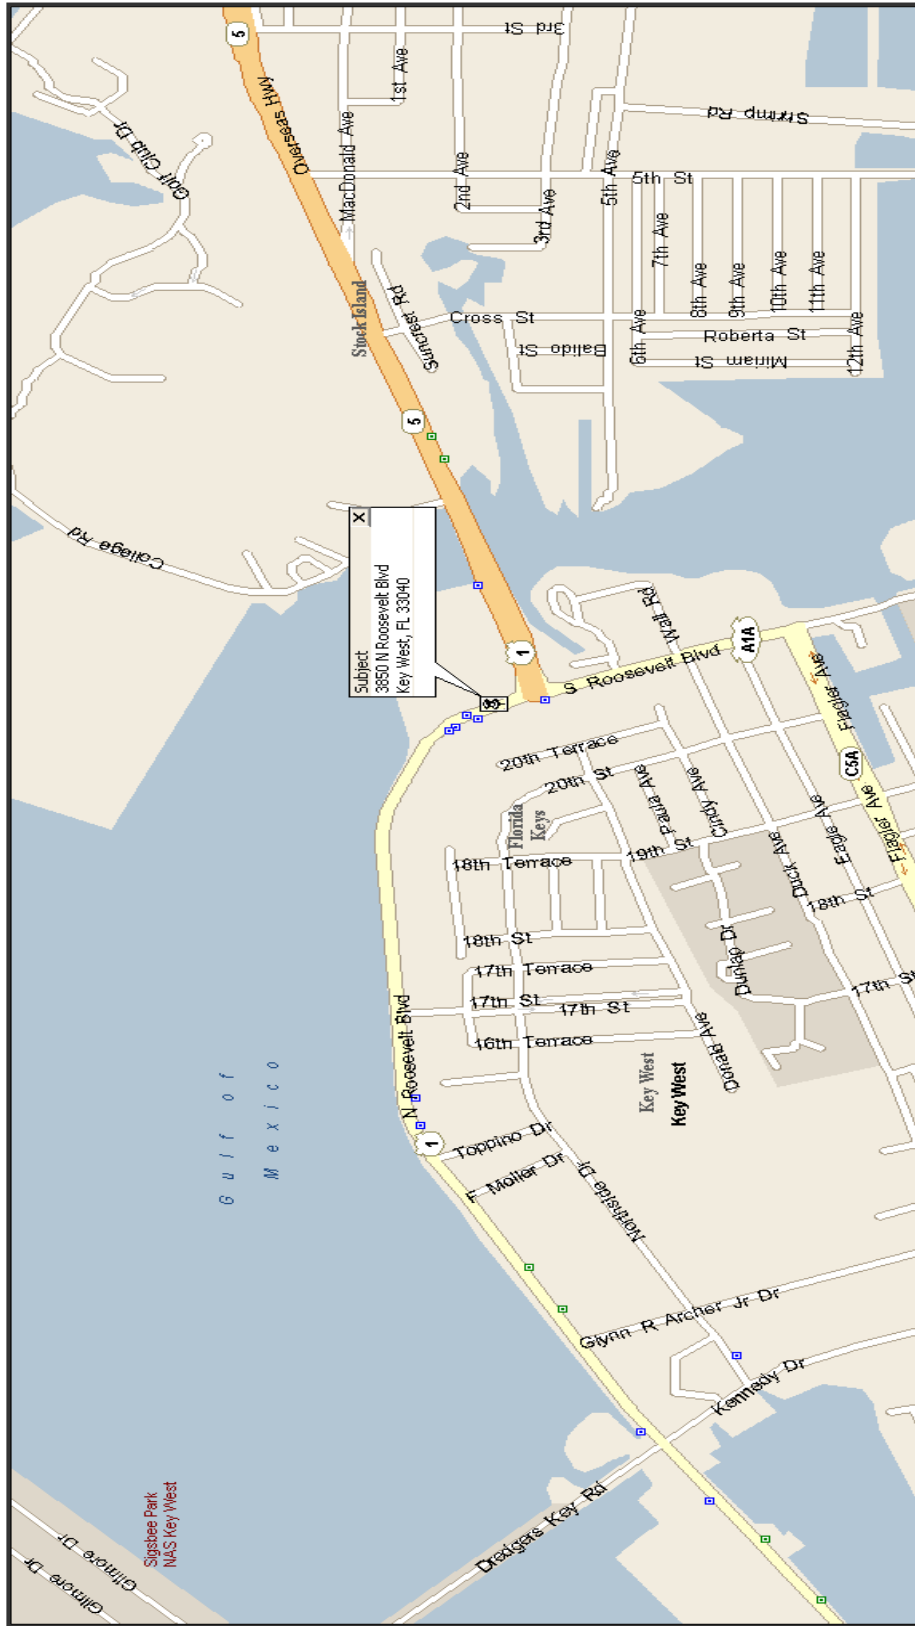 5
3rd St
Overseas Hwy
MacDonald Ave
1st Ave
2nd Ave
3rd Ave
5th Ave
Shrimp Rd
Golf Club Dr
5th St
7th Ave
8th Ave
9th Ave
10th Ave
11th Ave
12th Ave
6th Ave
Stock Island
Suncrest Rd
Cross St
Balido St
Roberta St
Miriam St
5
College Rd
Subject
X
3850 N Roosevelt Blvd
Key West, FL 33040
1
S Roosevelt Blvd
A1A
Flagler Ave
Flagler Ave
C5A
20th Terrace
20th St
Florida
Keys
Paula Ave
Cindy Ave
Duck Ave
Eagle Ave
18th Terrace
19th St
18th St
18th St
17th Terrace
17th St
17th St
17th St
16th Terrace
Dunlap Dr
Donald Ave
N Roosevelt Blvd
1
Key West
Key West
Toppino Dr
F Moller Dr
Northside Dr
Glynn R Archer Jr Dr
Kennedy Dr
Dredgers Key Rd
Gulf of
Mexico
Sigsbee Park
NAS Key West
Gilmore Dr
Gilmore Dr